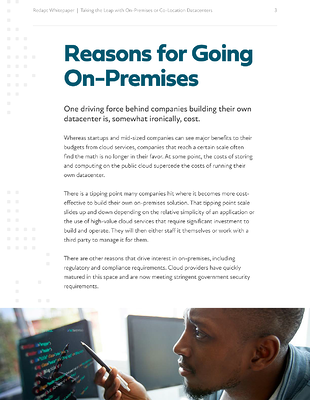 Redapt Whitepaper | Taking the Leap with On-Premises or Co-Location Datacenters
3
Reasons for Going
On-Premises
One driving force behind companies building their own
datacenter is, somewhat ironically, cost.
Whereas startups and mid-sized companies can see major benefits to their
budgets from cloud services, companies that reach a certain scale often
find the math is no longer in their favor. At some point, the costs of storing
and computing on the public cloud supercede the costs of running their
own datacenter.
There is a tipping point many companies hit where it becomes more cost-
effective to build their own on-premises solution. That tipping point scale
slides up and down depending on the relative simplicity of an application or
the use of high-value cloud services that require significant investment to
build and operate. They will then either staff it themselves or work with a
third party to manage it for them.
There are other reasons that drive interest in on-premises, including
regulatory and compliance requirements. Cloud providers have quickly
matured in this space and are now meeting stringent government security
requirements.